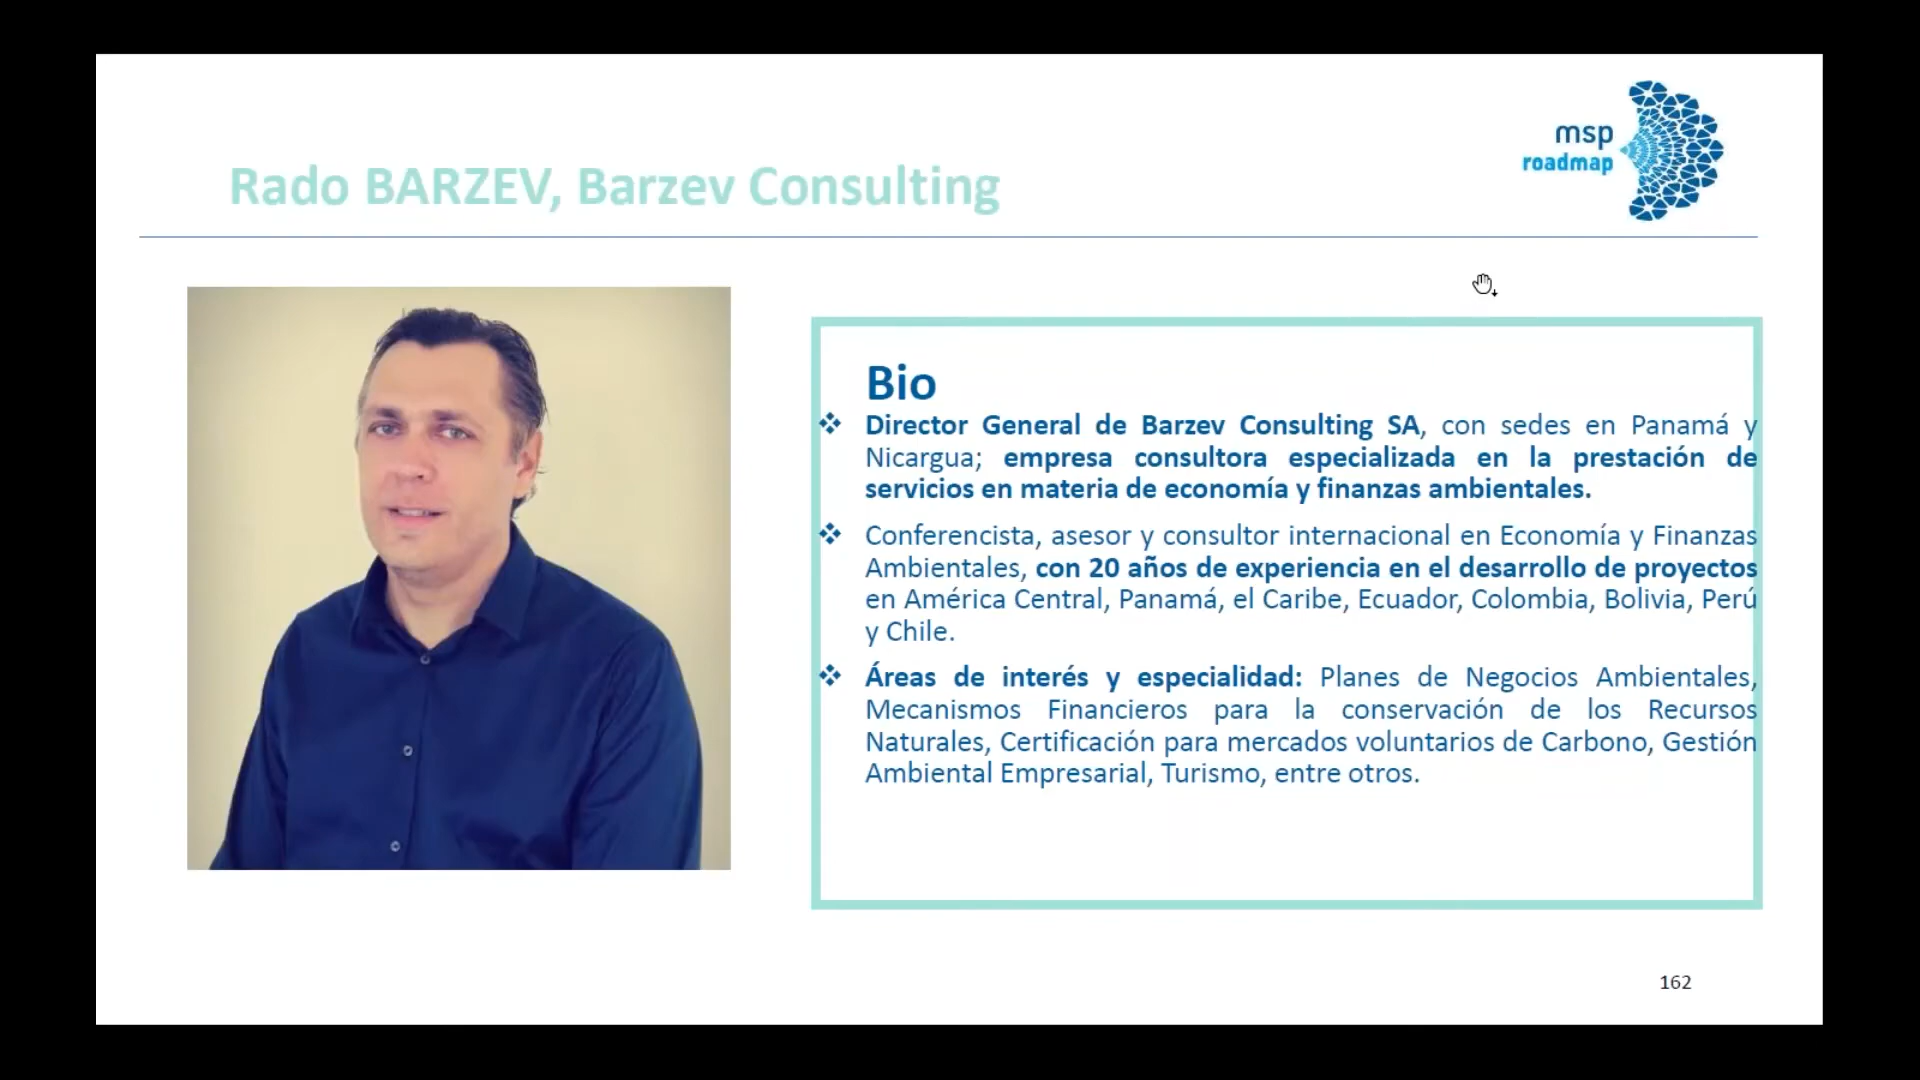 msp
roadmap
Rado BARZEV, Barzev Consulting
Bio
❖ Director General de Barzev Consulting SA, con sedes en Panamá y
Nicargua; empresa consultora especializada en la prestación de
servicios en materia de economía y finanzas ambientales.
❖ Conferencista, asesor y consultor internacional en Economía y Finanzas
Ambientales, con 20 años de experiencia en el desarrollo de proyectos
en América Central, Panamá, el Caribe, Ecuador, Colombia, Bolivia, Perú
y Chile.
❖ Áreas de interés y especialidad: Planes de Negocios Ambientales,
Mecanismos Financieros para la conservación de los Recursos
Naturales, Certificación para mercados voluntarios de Carbono, Gestión
Ambiental Empresarial, Turismo, entre otros.
162